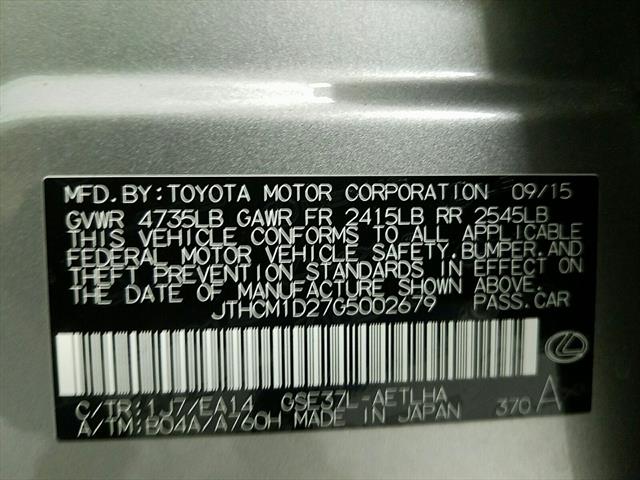 MFD.BY:TOYOTA MOTOR CORPORATION 09/15
GVWR 4735LB GAWR FR 2415LB RR 2545LB
THIS VEHICLE CONFORMS TO ALL APPLICABLE
FEDERAL MOTOR VEHICLE SAFETY,BUMPER,AND
THEFT PREVENTION STANDARDS IN EFFECT ON
THE DATE OF MANUFACTURE SHOWN ABOVE.
JTHCM1D27G5002679 PASS.CAR
C/TR:1J7/EA14 GSE37L-AETLHA
A/TM:B04A/A760H MADE IN JAPAN 370 A